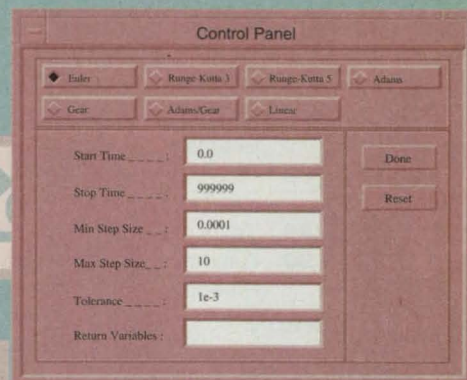 Control Panel
Euler Runge-Kutta 3 Runge-Kutta 5 Adams
Gear Adams/Gear Linear
Start Time _ _ _ _ : 0.0
Done
Stop Time _ _ _ _ : 999999
Reset
Min Step Size _ _ : 0.0001
Max Step Size_ _ : 10
Tolerance _ _ _ _ : 1e-3
Return Variables :